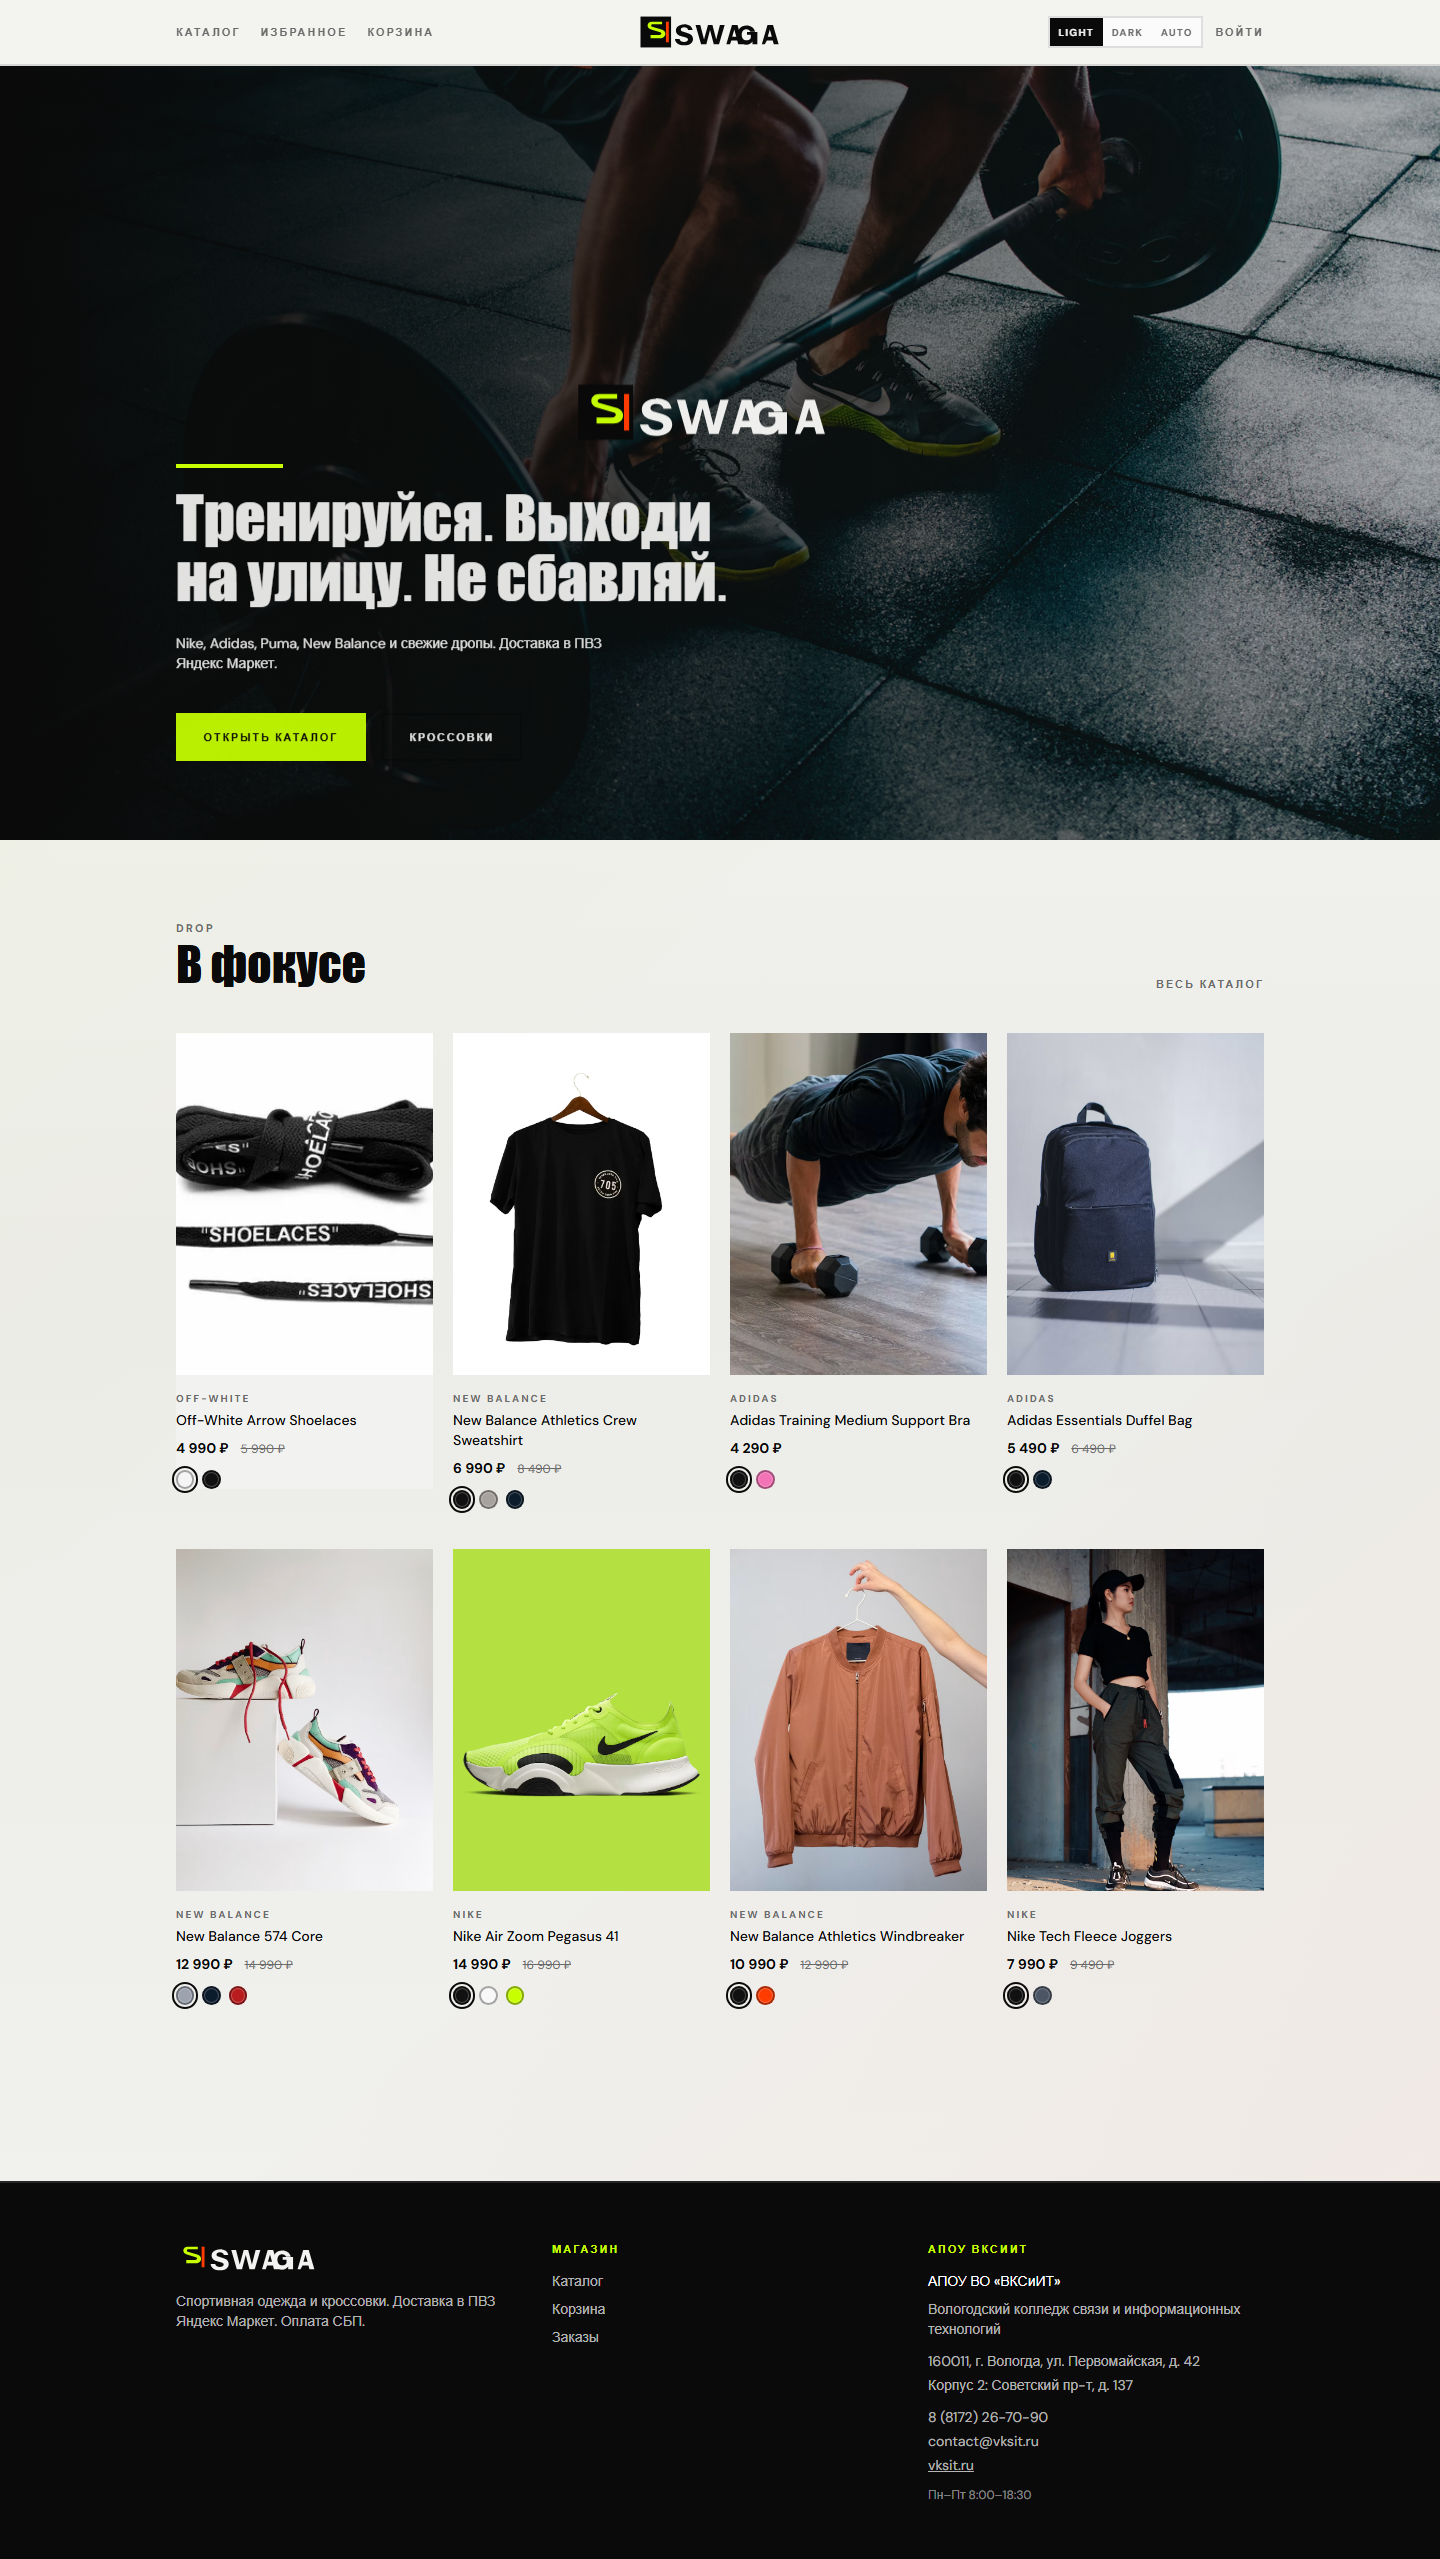 КАТАЛОГ ИЗБРАННОЕ КОРЗИНА
SWAGA
LIGHT DARK AUTO ВОЙТИ
SWAGA
Тренируйся. Выходи
на улицу. Не сбавляй.
Nike, Adidas, Puma, New Balance и свежие дропы. Доставка в ПВЗ
Яндекс Маркет.
ОТКРЫТЬ КАТАЛОГ КРОССОВКИ
DROP
В фокусе
ВЕСЬ КАТАЛОГ
"SHOELACES"
"SHOELACES
705
OFF-WHITE
Off-White Arrow Shoelaces
4 990 ₽ 5 990 ₽
NEW BALANCE
New Balance Athletics Crew
Sweatshirt
6 990 ₽ 8 490 ₽
ADIDAS
Adidas Training Medium Support Bra
4 290 ₽
ADIDAS
Adidas Essentials Duffel Bag
5 490 ₽ 6 490 ₽
NEW BALANCE
New Balance 574 Core
12 990 ₽ 14 990 ₽
NIKE
Nike Air Zoom Pegasus 41
14 990 ₽ 16 990 ₽
NEW BALANCE
New Balance Athletics Windbreaker
10 990 ₽ 12 990 ₽
NIKE
Nike Tech Fleece Joggers
7 990 ₽ 9 490 ₽
SWAGA
Спортивная одежда и кроссовки. Доставка в ПВЗ
Яндекс Маркет. Оплата СБП.
МАГАЗИН
Каталог
Корзина
Заказы
АПОУ ВКСИИТ
АПОУ ВО «ВКСиИТ»
Вологодский колледж связи и информационных
технологий
160011, г. Вологда, ул. Первомайская, д. 42
Корпус 2: Советский пр-т, д. 137
8 (8172) 26-70-90
contact@vksit.ru
vksit.ru
Пн–Пт 8:00–18:30